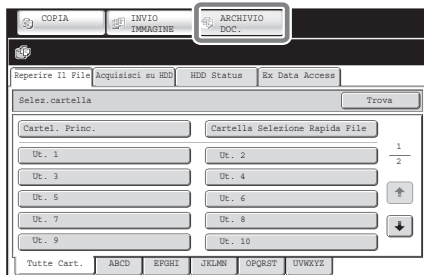 COPIA
INVIO
IMMAGINE
ARCHIVIO
DOC.
Reperire Il File
Acquisisci su HDD
HDD Status
Ex Data Access
Selez.cartella
Trova
Cartel. Princ.
Cartella Selezione Rapida File
Ut. 1
Ut. 2
1
2
Ut. 3
Ut. 4
Ut. 5
Ut. 6
Ut. 7
Ut. 8
Ut. 9
Ut. 10
Tutte Cart.
ABCD
EFGHI
JKLMN
OPQRST
UVWXYZ